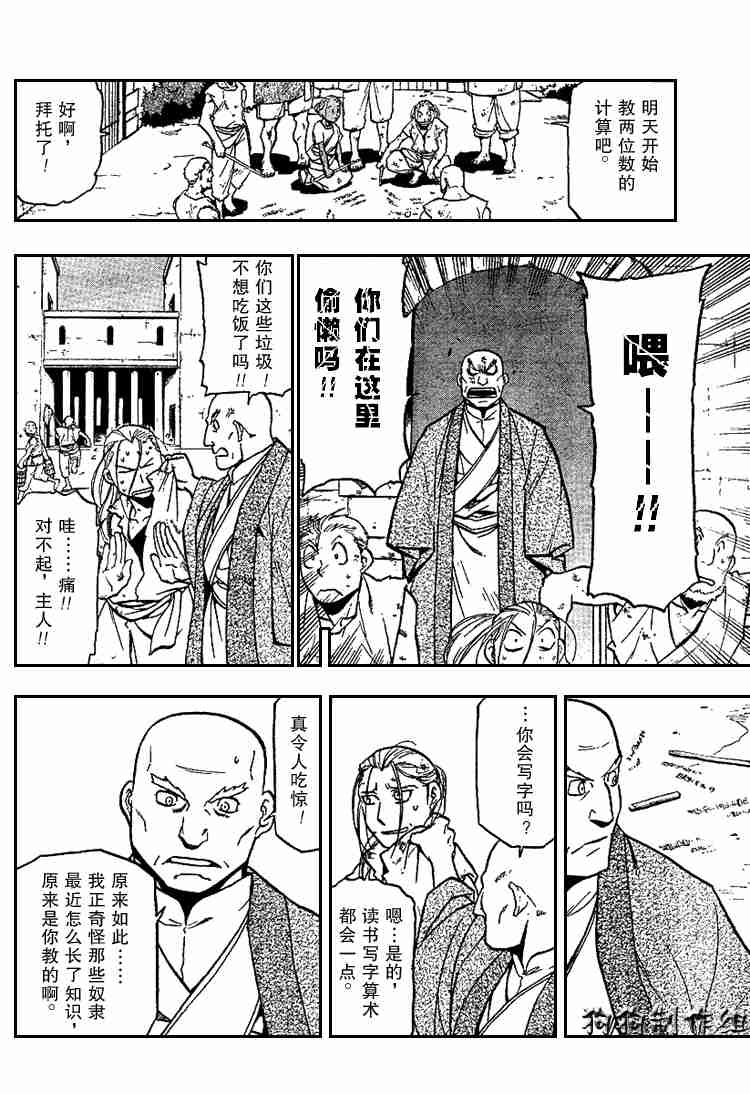 明天开始
教两位数的
计算吧。
好啊，
拜托了！
喂————!!
你们在这里
偷懒吗!!
你们这些垃圾！
不想吃饭了吗!!
哇……痛!!
对不起，主人!!
…你会写字吗？
嗯…是的，
读书写字算术
都会一点。
真令人吃惊！
原来如此……
我正奇怪那些奴隶
最近怎么长了知识，
原来是你教的啊。
狗狗制作组